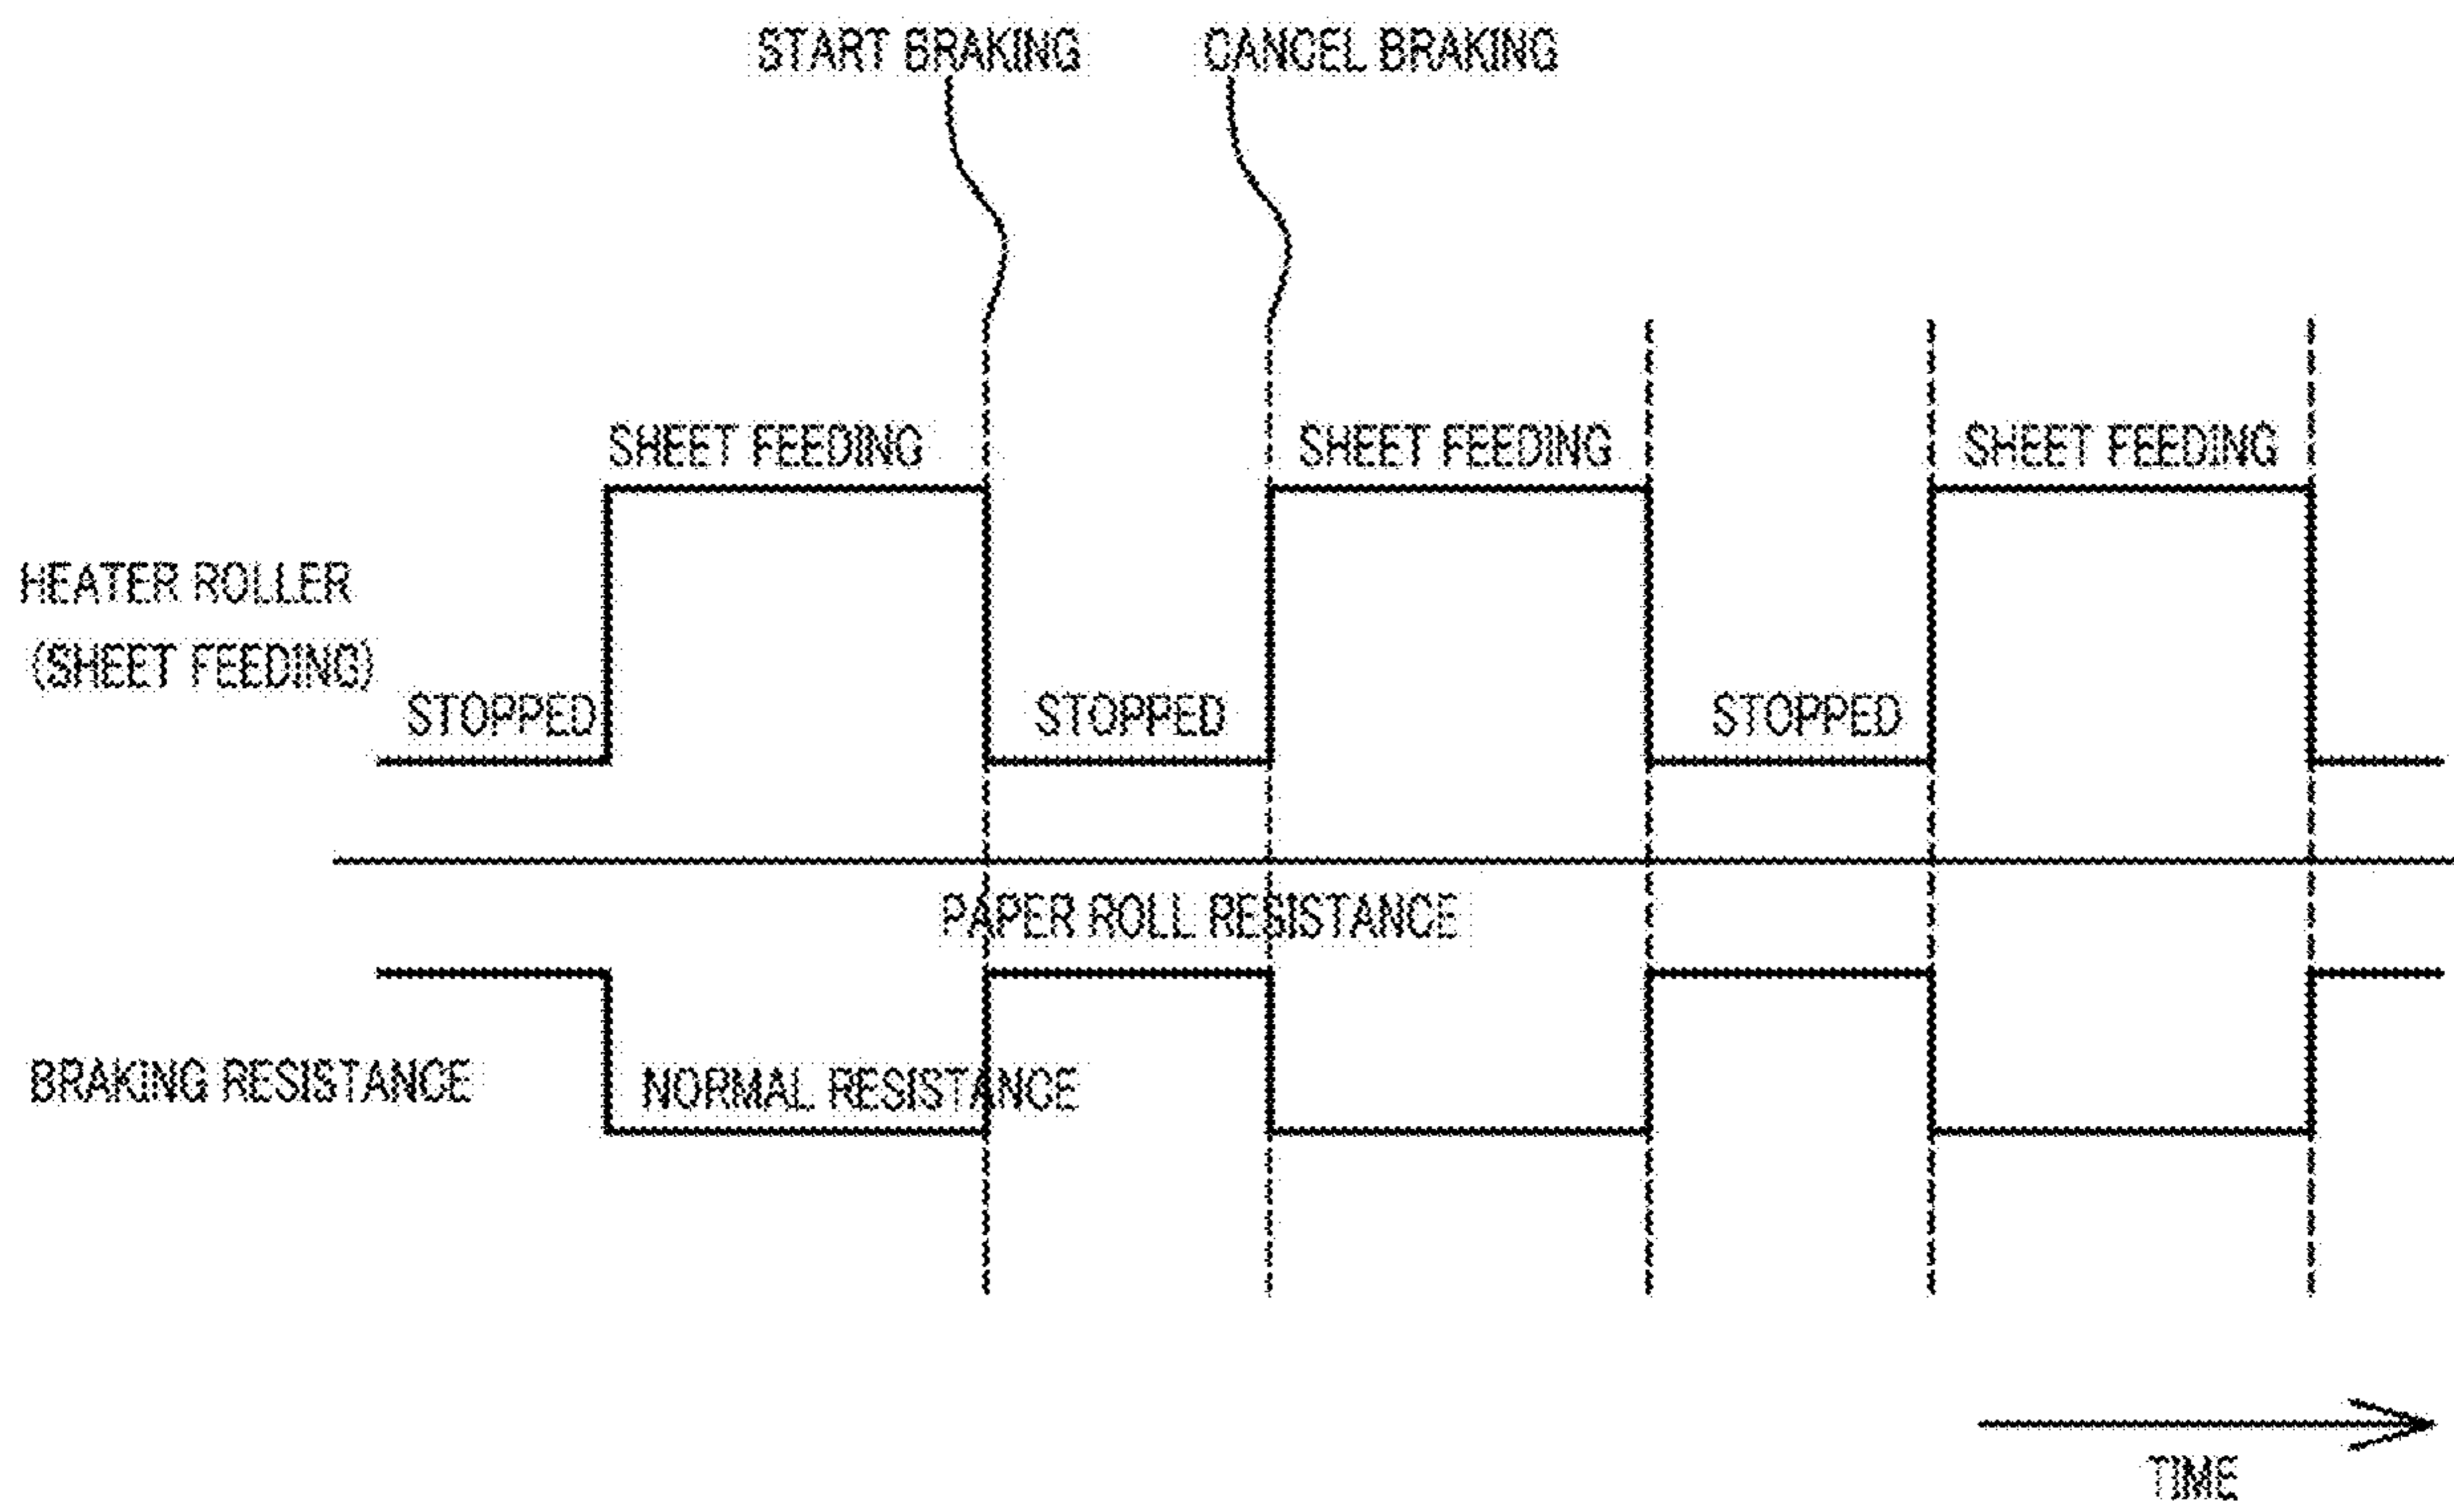 START BRAKING
CANCEL BRAKING
SHEET FEEDING
SHEET FEEDING
SHEET FEEDING
HEATER ROLLER
(SHEET FEEDING)
STOPPED
STOPPED
STOPPED
PAPER ROLL RESISTANCE
BRAKING RESISTANCE
NORMAL RESISTANCE
TIME